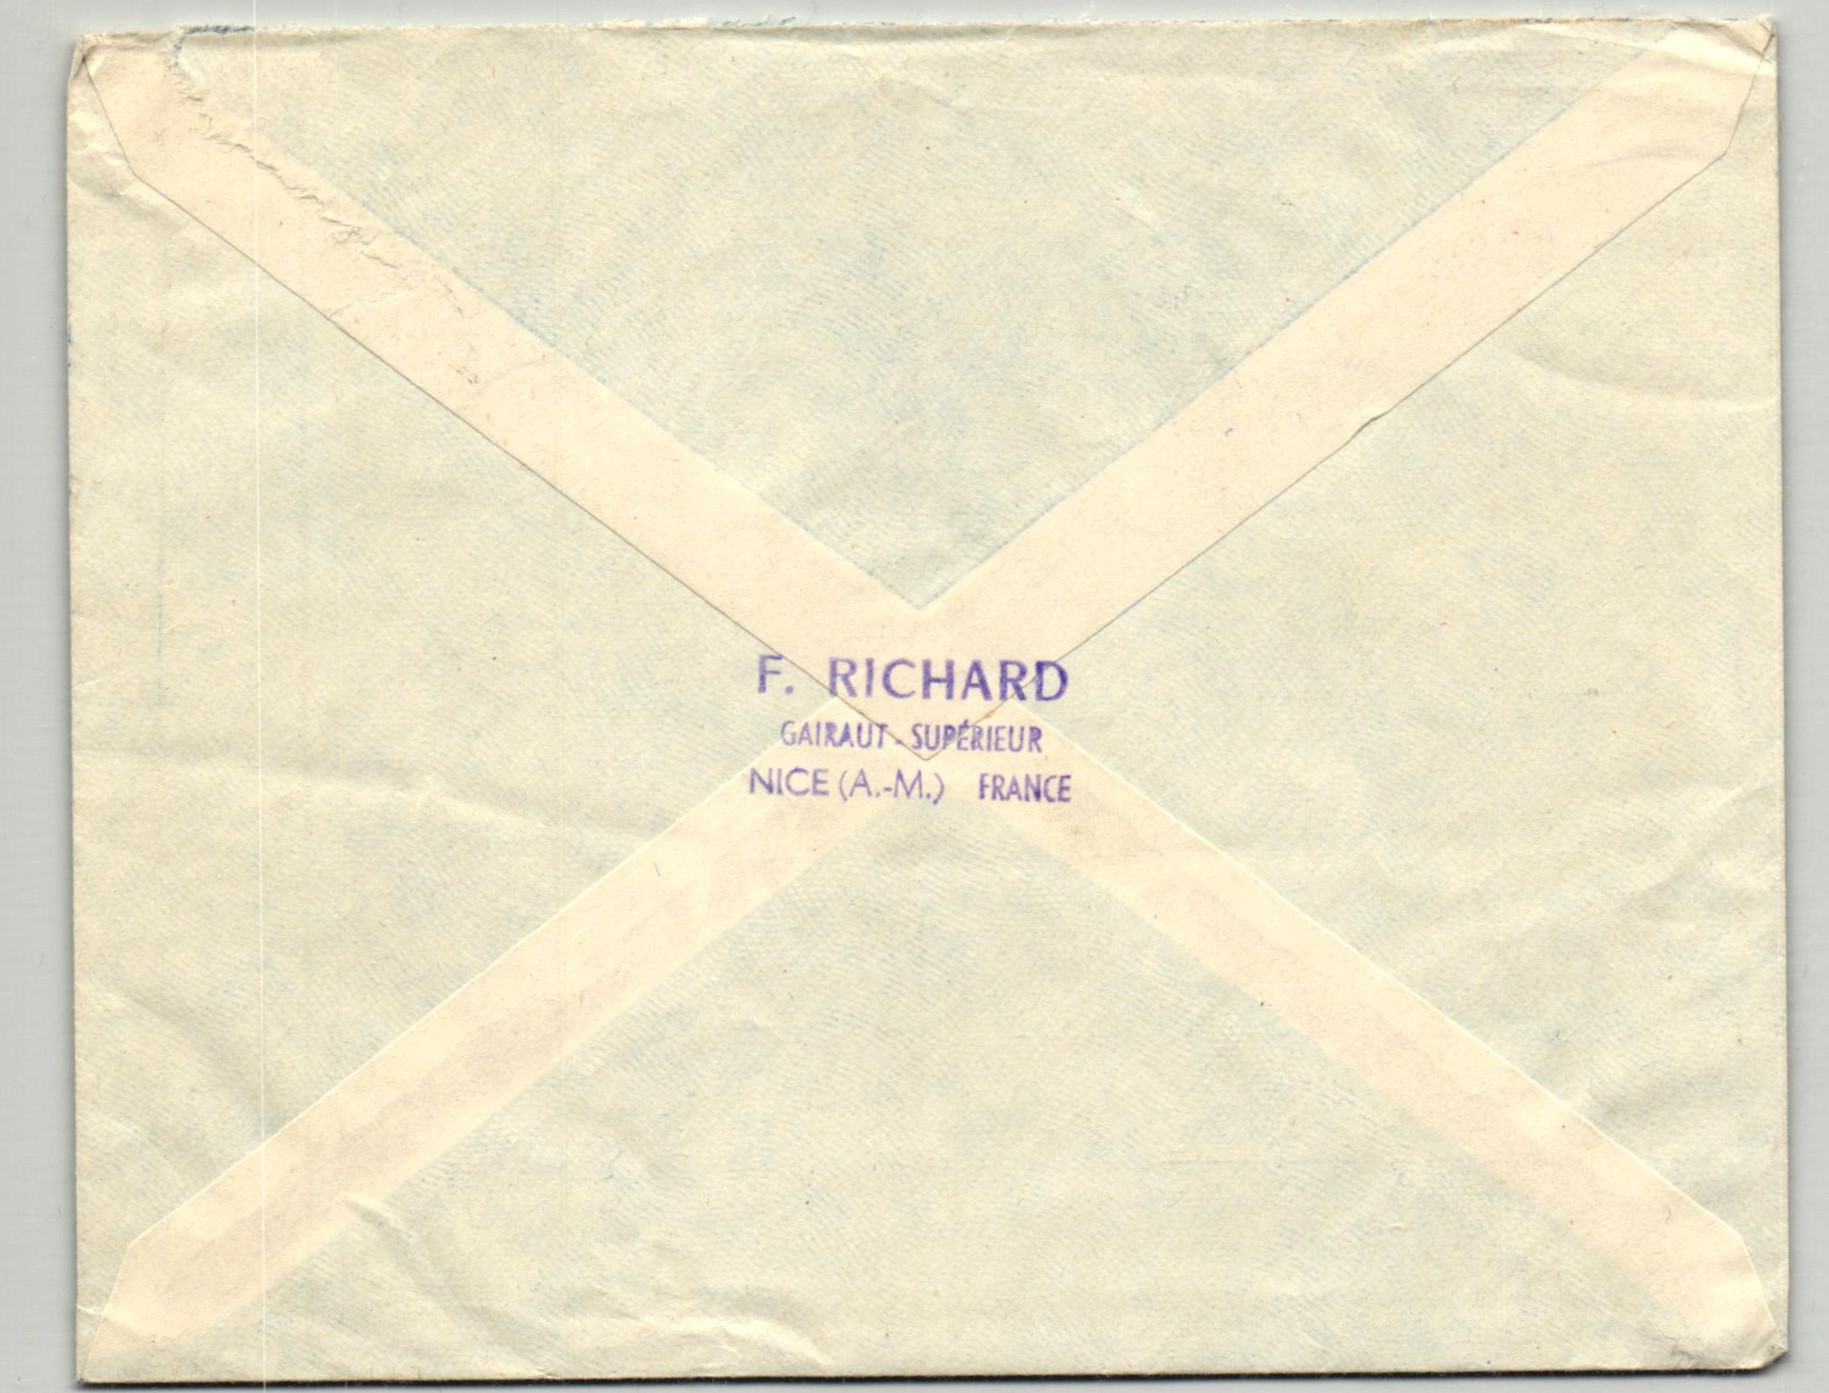 F. RICHARD
GAIRAUT-SUPÉRIEUR
NICE (A.-M.) FRANCE